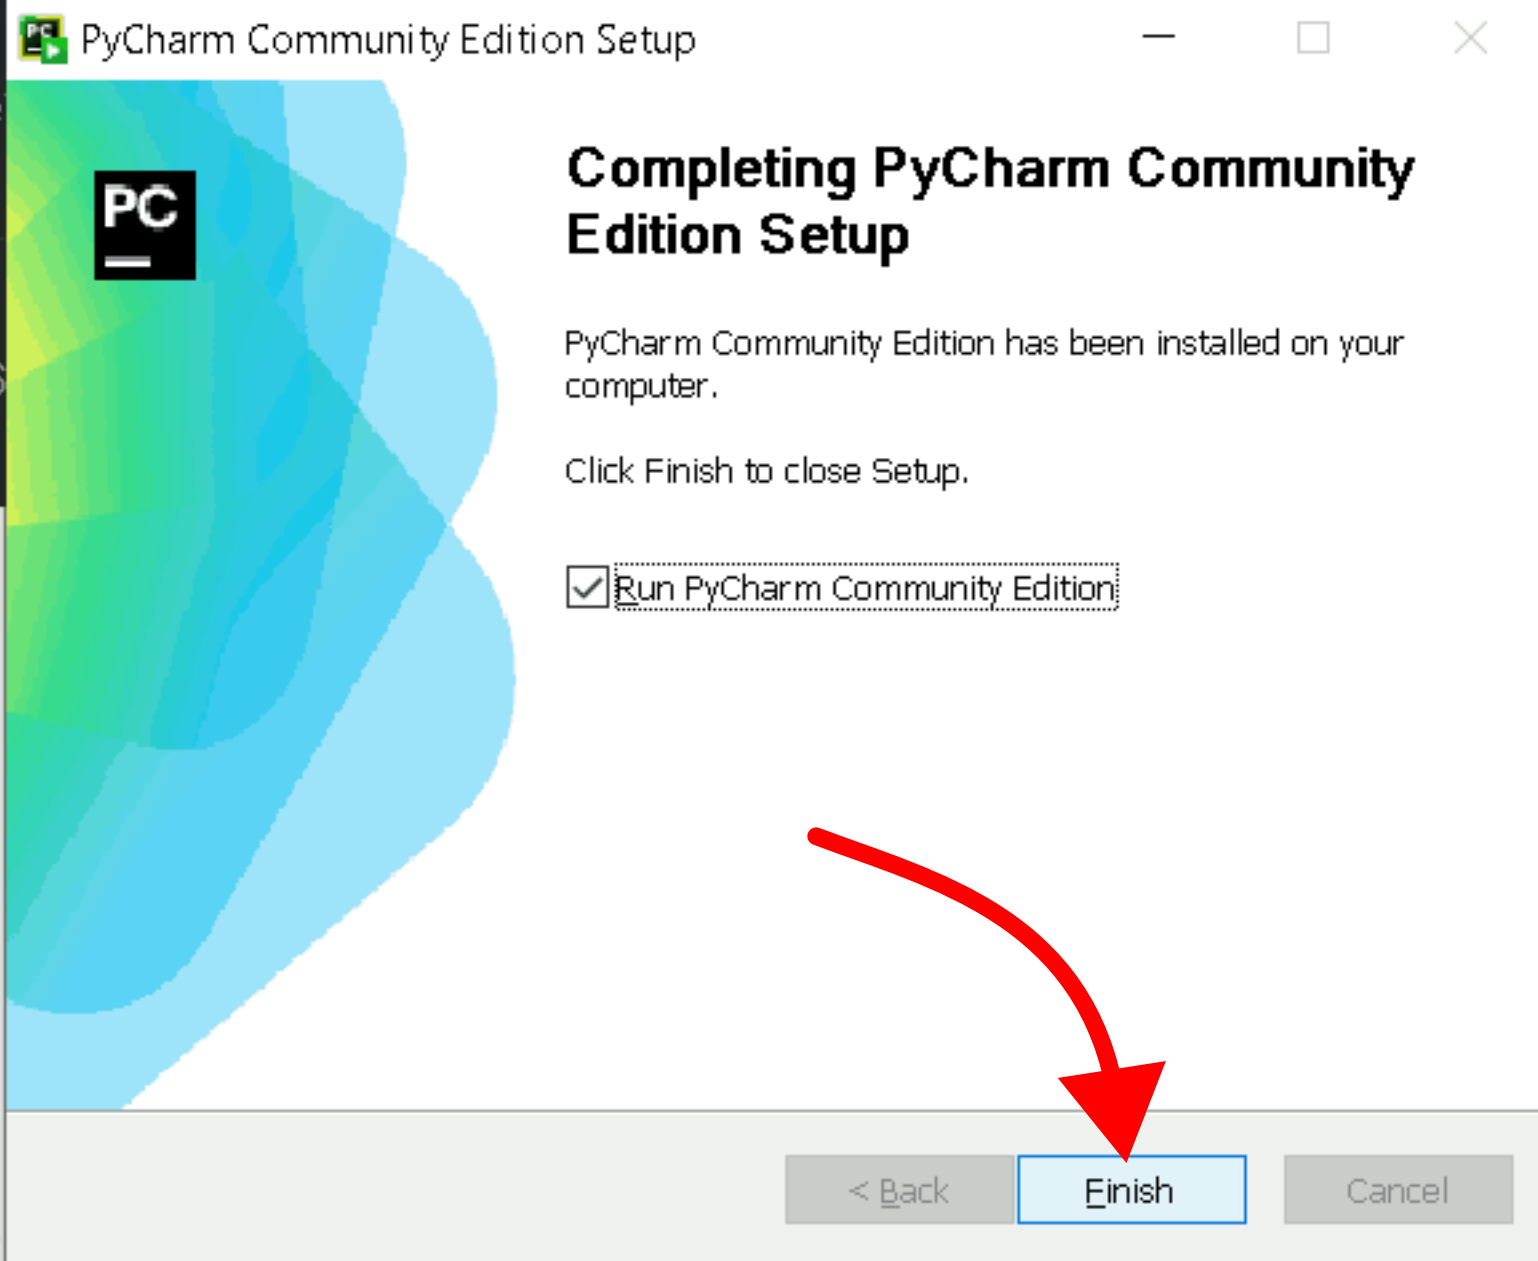 PyCharm Community Edition Setup
PC
Completing PyCharm Community
Edition Setup
PyCharm Community Edition has been installed on your
computer.
Click Finish to close Setup.
Run PyCharm Community Edition
< Back
Finish
Cancel